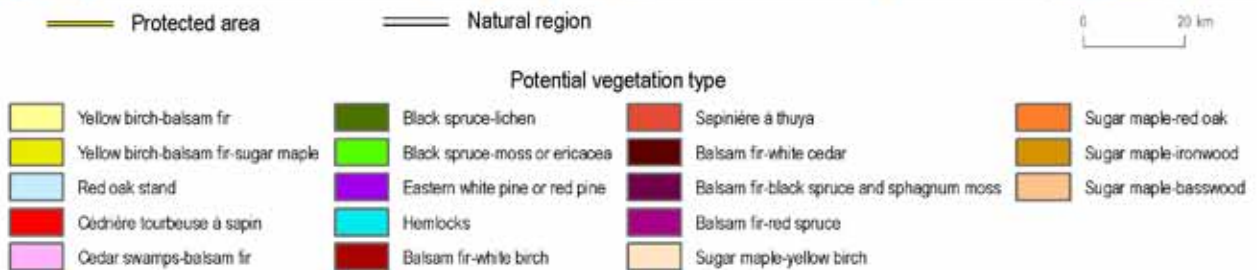 Protected area
Natural region
0 20 km
Potential vegetation type
Yellow birch-balsam fir
Yellow birch-balsam fir-sugar maple
Red oak stand
Cédrière tourbeuse à sapin
Cedar swamps-balsam fir
Black spruce-lichen
Black spruce-moss or ericacea
Eastern white pine or red pine
Hemlocks
Balsam fir-white birch
Sapinière à thuya
Balsam fir-white cedar
Balsam fir-black spruce and sphagnum moss
Balsam fir-red spruce
Sugar maple-yellow birch
Sugar maple-red oak
Sugar maple-ironwood
Sugar maple-basswood